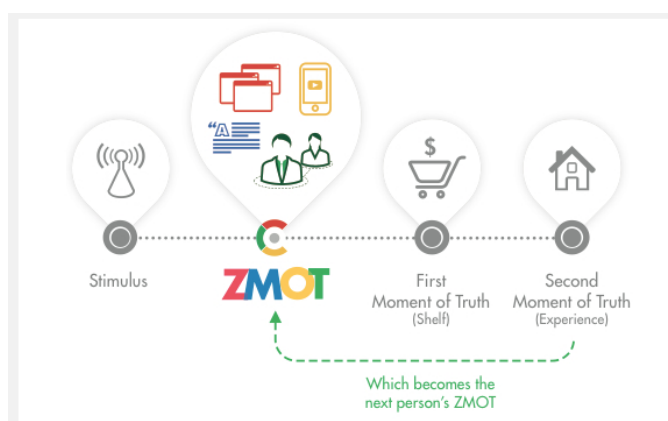 $
"A
Stimulus
ZMOT
First
Moment of Truth
(Shelf)
Second
Moment of Truth
(Experience)
Which becomes the
next person's ZMOT